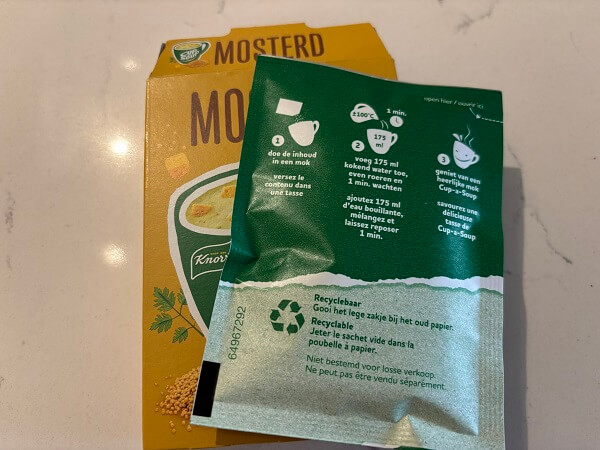 MOSTERD
MO
Knorr
open hier / ouvrir ici
±100°C
1 min.
175
ml
1
doe de inhoud
in een mok
versez le
contenu dans
une tasse
2
voeg 175 ml
kokend water toe,
even roeren en
1 min. wachten
ajoutez 175 ml
d'eau bouillante,
mélangez et
laissez reposer
1 min.
3
geniet van een
heerlijke mok
Cup-a-Soup
savourez une
délicieuse
tasse de
Cup-a-Soup
64967292
Recyclebaar
Gooi het lege zakje bij het oud papier.
Recyclable
Jeter le sachet vide dans la
poubelle à papier.
Niet bestemd voor losse verkoop.
Ne peut pas être vendu séparément.